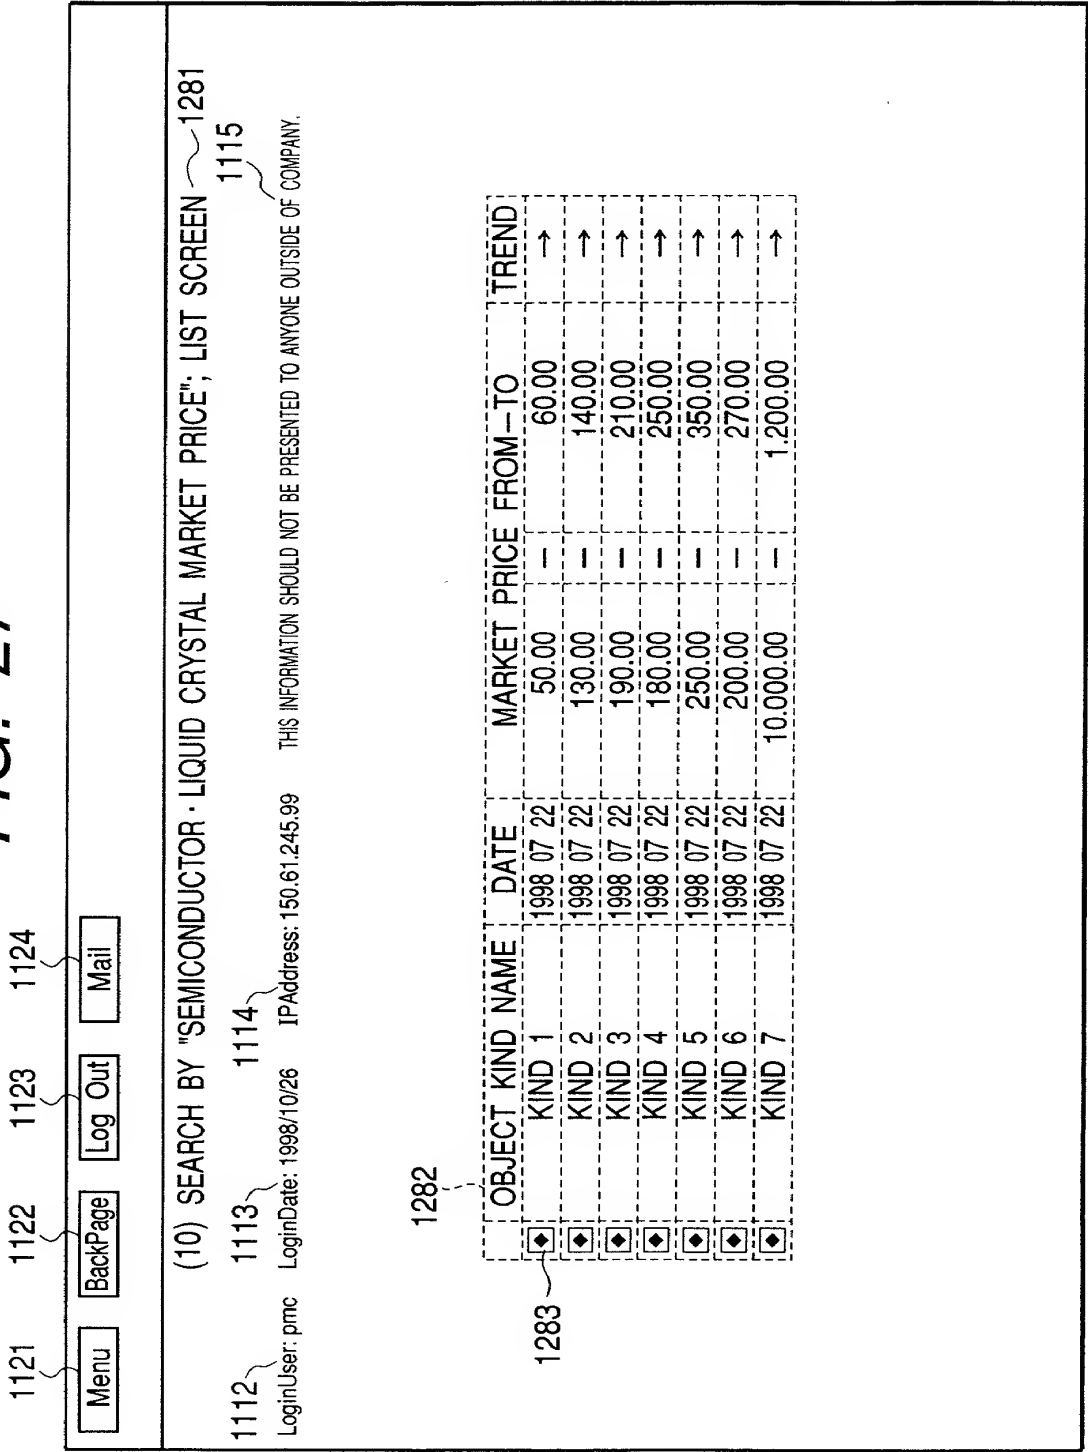 1121
1122
1123
1124
Menu
BackPage
Log Out
Mail
(10) SEARCH BY "SEMICONDUCTOR · LIQUID CRYSTAL MARKET PRICE"; LIST SCREEN 1281
1112
1113
1114
1115
LoginUser: pmc LoginDate: 1998/10/26 IPAddress: 150.61.245.99 THIS INFORMATION SHOULD NOT BE PRESENTED TO ANYONE OUTSIDE OF COMPANY.
1282
OBJECT KIND NAME DATE MARKET PRICE FROM–TO TREND
◆ KIND 1 1998 07 22 50.00 – 60.00 →
◆ KIND 2 1998 07 22 130.00 – 140.00 →
◆ KIND 3 1998 07 22 190.00 – 210.00 →
◆ KIND 4 1998 07 22 180.00 – 250.00 →
◆ KIND 5 1998 07 22 250.00 – 350.00 →
◆ KIND 6 1998 07 22 200.00 – 270.00 →
◆ KIND 7 1998 07 22 10.000.00 – 1.200.00 →
1283